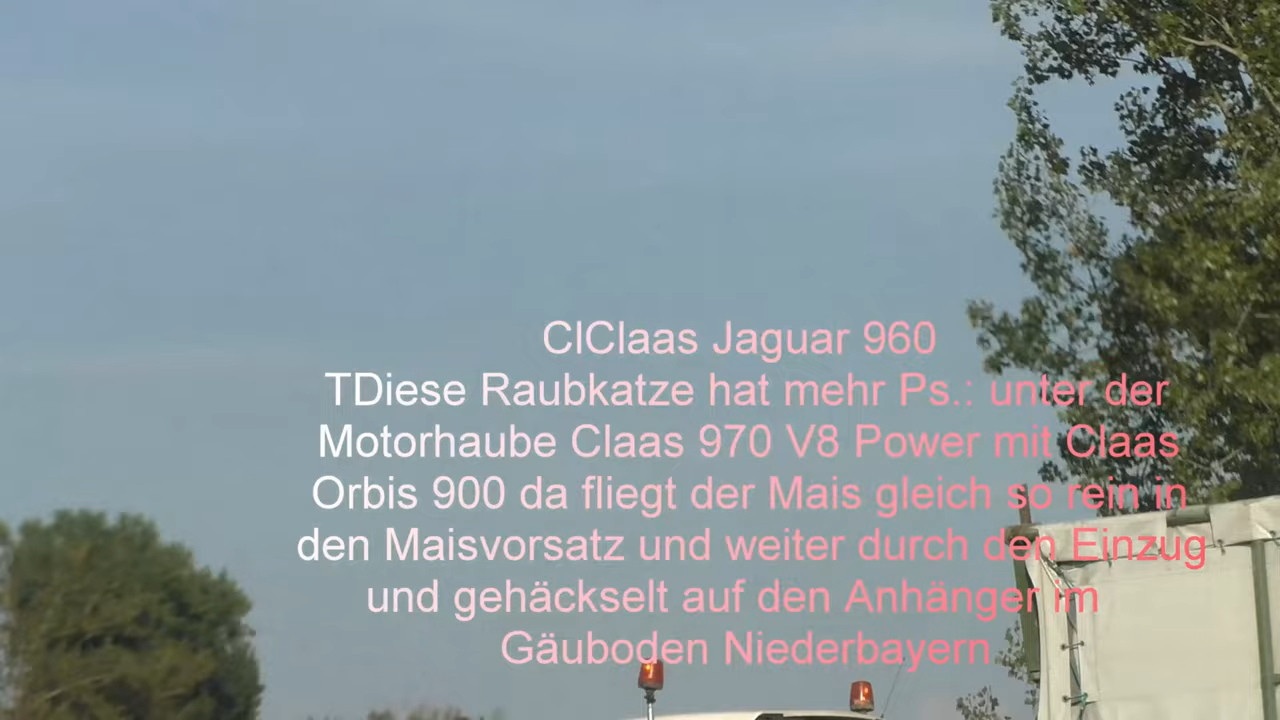 ClClaas Jaguar 960
TDiese Raubkatze hat mehr Ps.: unter der
Motorhaube Claas 970 V8 Power mit Claas
Orbis 900 da fliegt der Mais gleich so rein in
den Maisvorsatz und weiter durch den Einzug
und gehäckselt auf den Anhänger im
Gäuboden Niederbayern